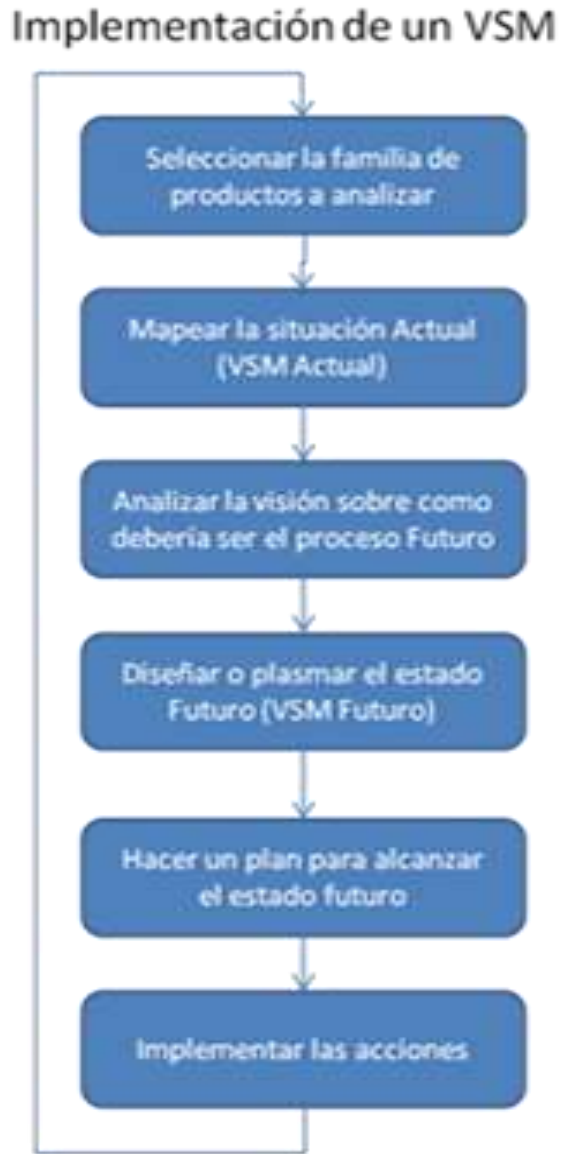 Implementación de un VSM
Seleccionar la familia de
productos a analizar
Mapear la situación Actual
(VSM Actual)
Analizar la visión sobre como
debería ser el proceso Futuro
Diseñar o plasmar el estado
Futuro (VSM Futuro)
Hacer un plan para alcanzar
el estado futuro
Implementar las acciones